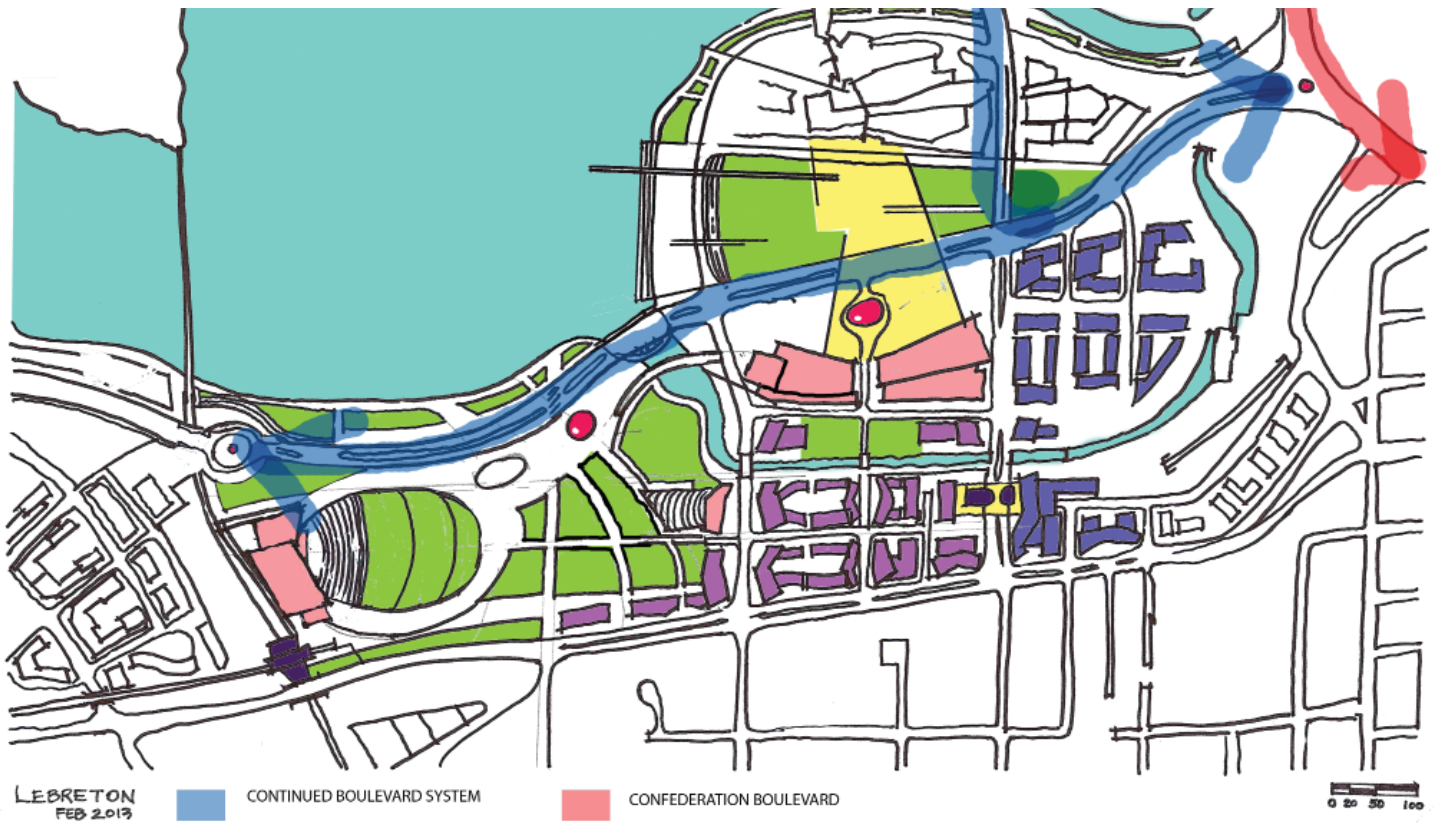 LEBRETON
FEB 2013
CONTINUED BOULEVARD SYSTEM
CONFEDERATION BOULEVARD
0 20 50 100